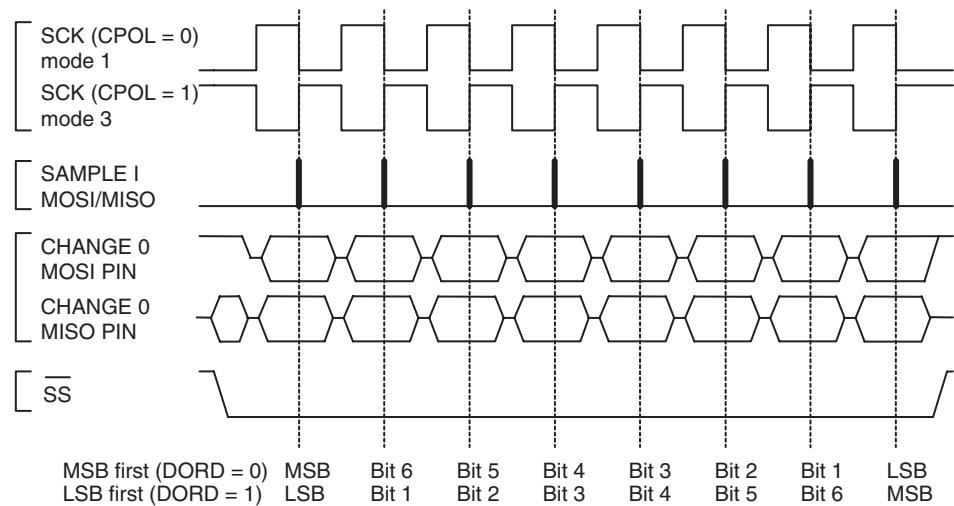 SCK (CPOL = 0)
mode 1
SCK (CPOL = 1)
mode 3
SAMPLE I
MOSI/MISO
CHANGE 0
MOSI PIN
CHANGE 0
MISO PIN
SS
MSB first (DORD = 0) MSB Bit 6 Bit 5 Bit 4 Bit 3 Bit 2 Bit 1 LSB
LSB first (DORD = 1) LSB Bit 1 Bit 2 Bit 3 Bit 4 Bit 5 Bit 6 MSB